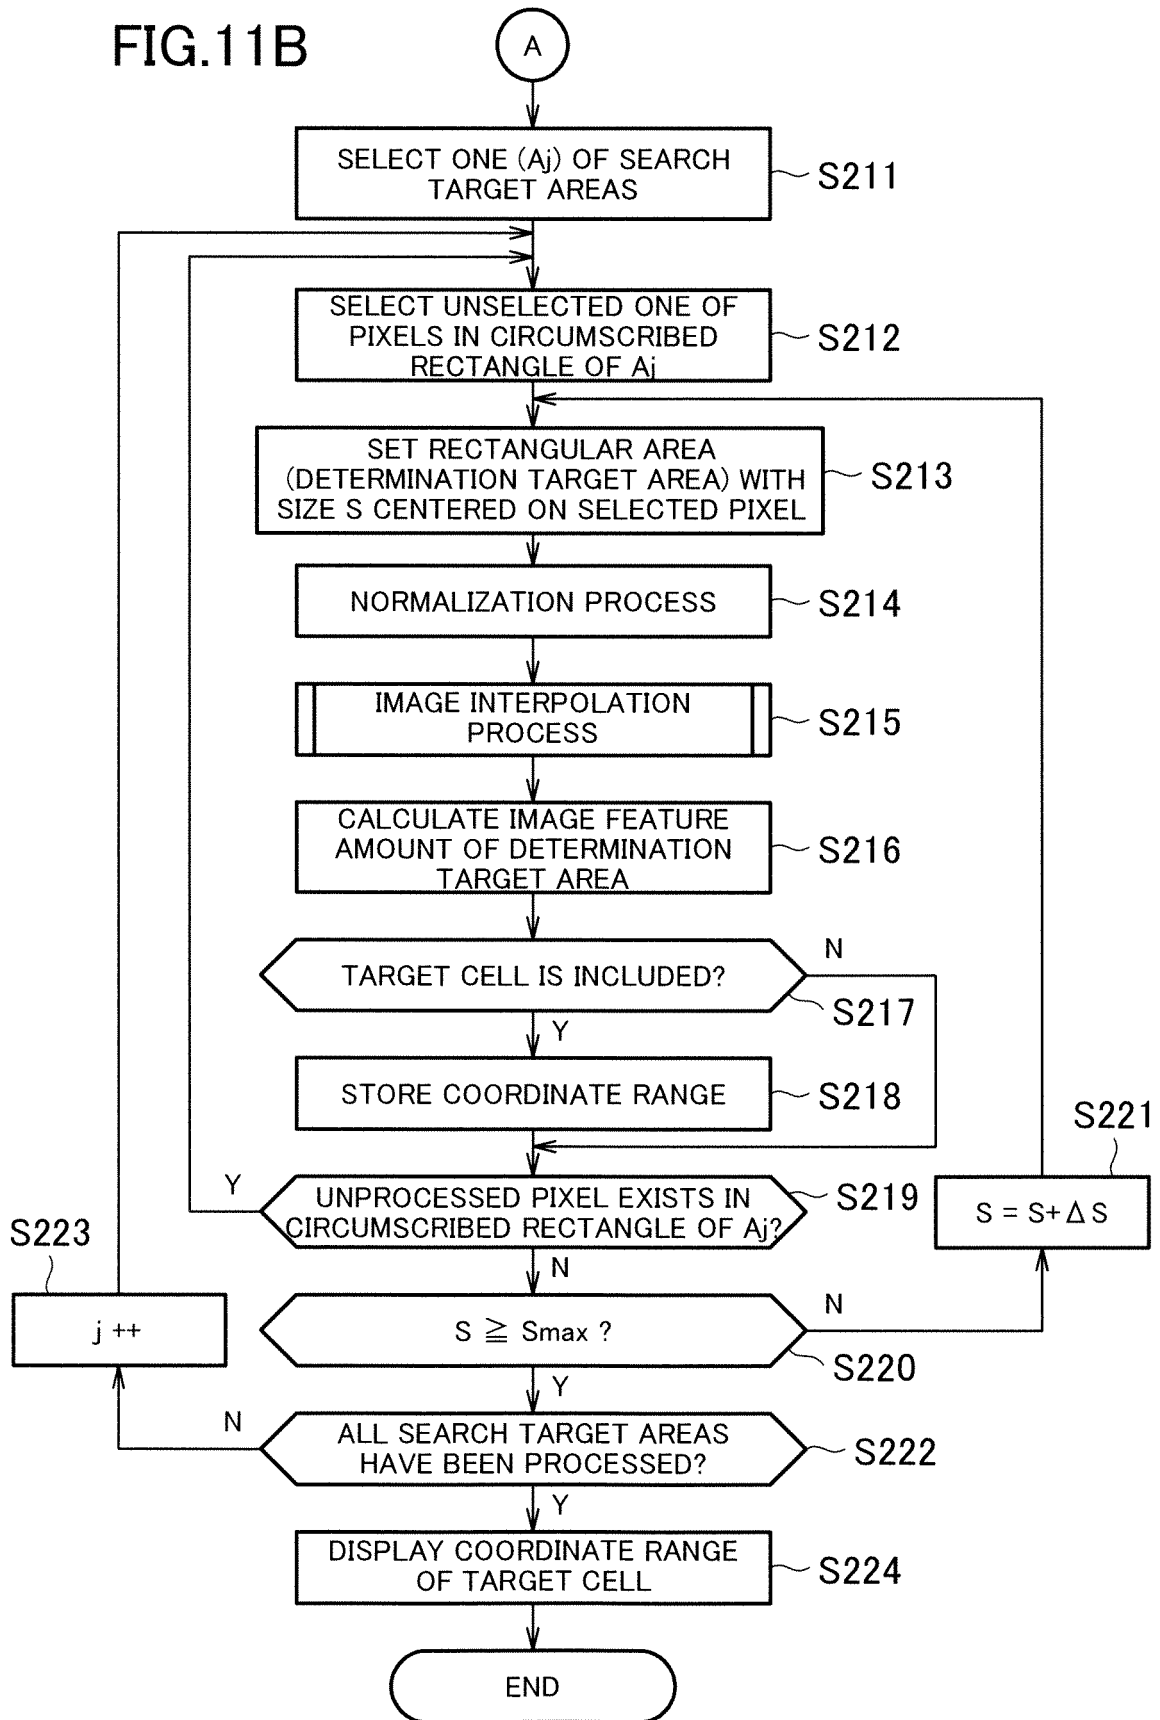 FIG.11B
A
SELECT ONE (Aj) OF SEARCH
TARGET AREAS
S211
SELECT UNSELECTED ONE OF
PIXELS IN CIRCUMSCRIBED
RECTANGLE OF Aj
S212
SET RECTANGULAR AREA
(DETERMINATION TARGET AREA) WITH
SIZE S CENTERED ON SELECTED PIXEL
S213
NORMALIZATION PROCESS
S214
IMAGE INTERPOLATION
PROCESS
S215
CALCULATE IMAGE FEATURE
AMOUNT OF DETERMINATION
TARGET AREA
S216
TARGET CELL IS INCLUDED?
N
S217
Y
STORE COORDINATE RANGE
S218
UNPROCESSED PIXEL EXISTS IN
CIRCUMSCRIBED RECTANGLE OF Aj?
Y
S219
N
S221
S = S+ Δ S
S ≧ Smax ?
N
S220
Y
S223
j ++
ALL SEARCH TARGET AREAS
HAVE BEEN PROCESSED?
N
S222
Y
DISPLAY COORDINATE RANGE
OF TARGET CELL
S224
END